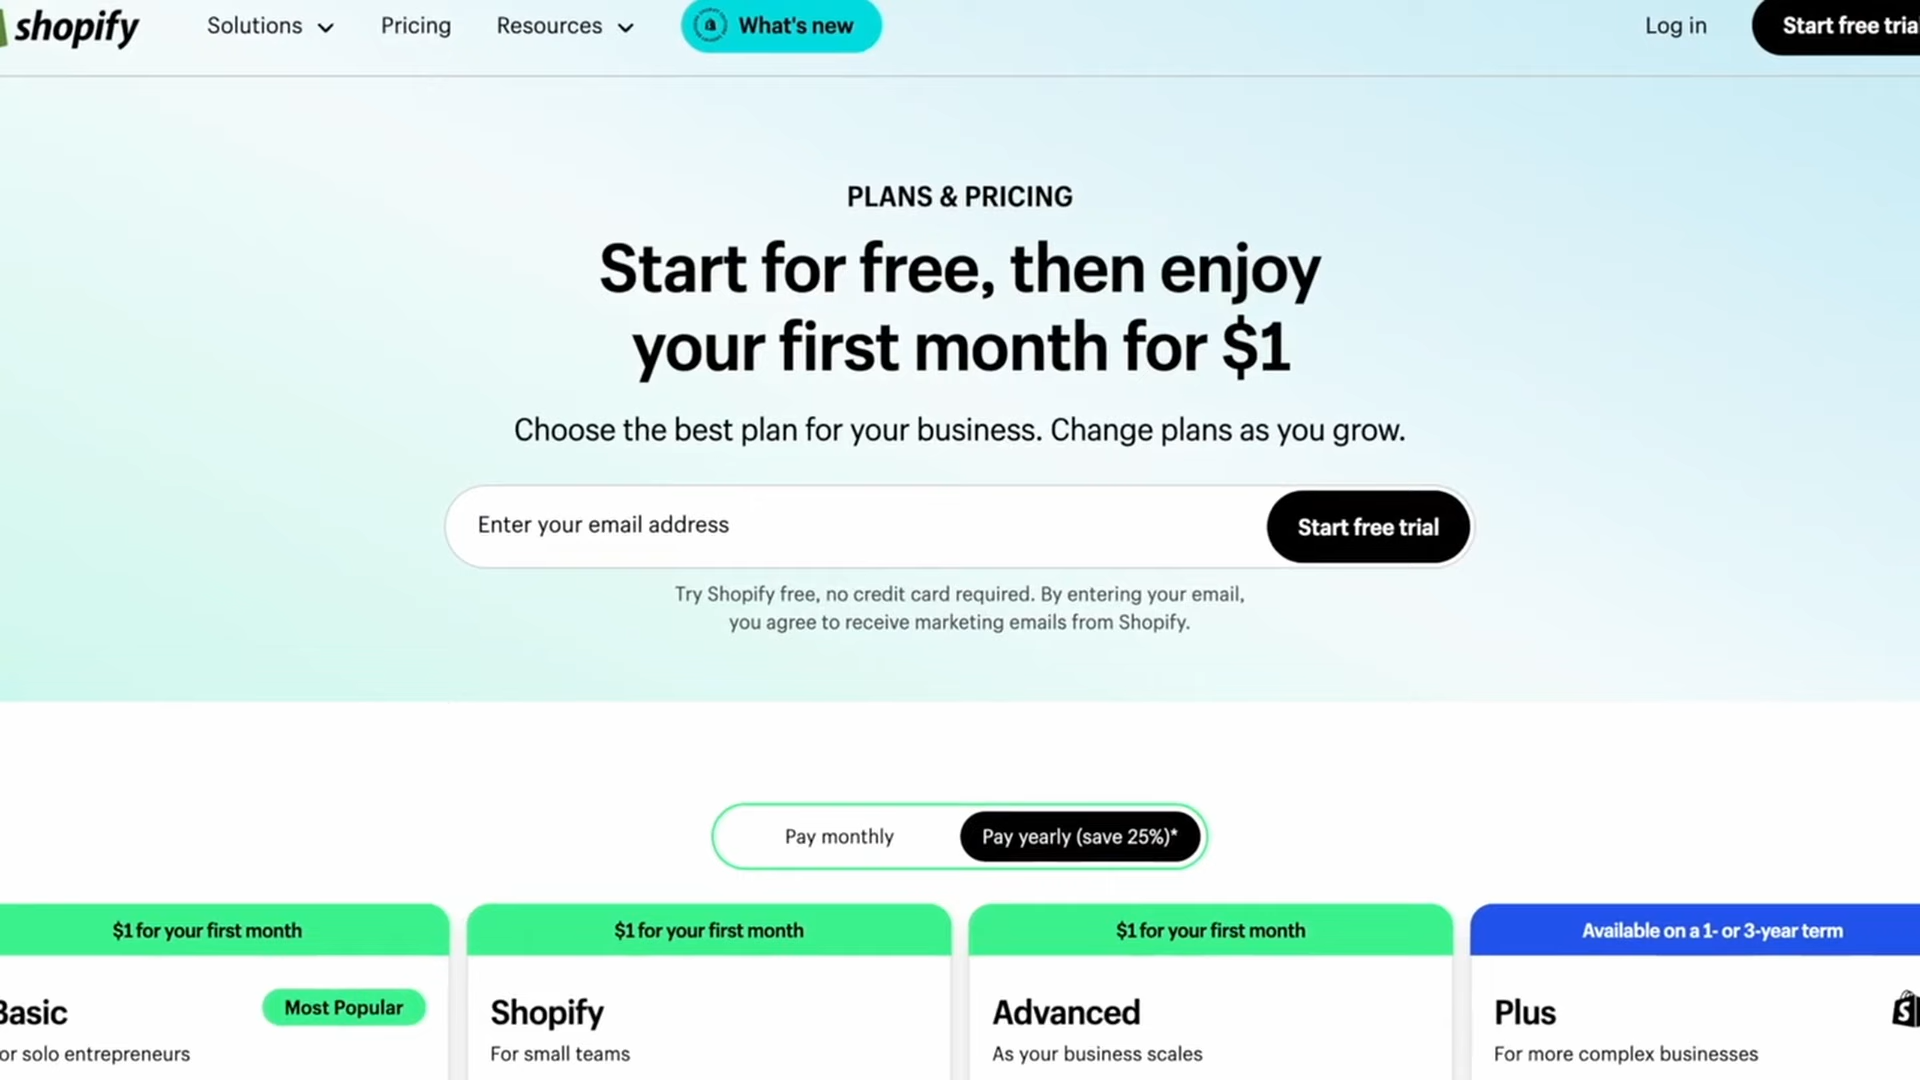 shopify
Solutions
Pricing
Resources
What's new
Log in
Start free tria
PLANS & PRICING
Start for free, then enjoy
your first month for $1
Choose the best plan for your business. Change plans as you grow.
Enter your email address
Start free trial
Try Shopify free, no credit card required. By entering your email,
you agree to receive marketing emails from Shopify.
Pay monthly
Pay yearly (save 25%)*
$1 for your first month
$1 for your first month
$1 for your first month
Available on a 1- or 3-year term
Basic
Most Popular
or solo entrepreneurs
Shopify
For small teams
Advanced
As your business scales
Plus
For more complex businesses